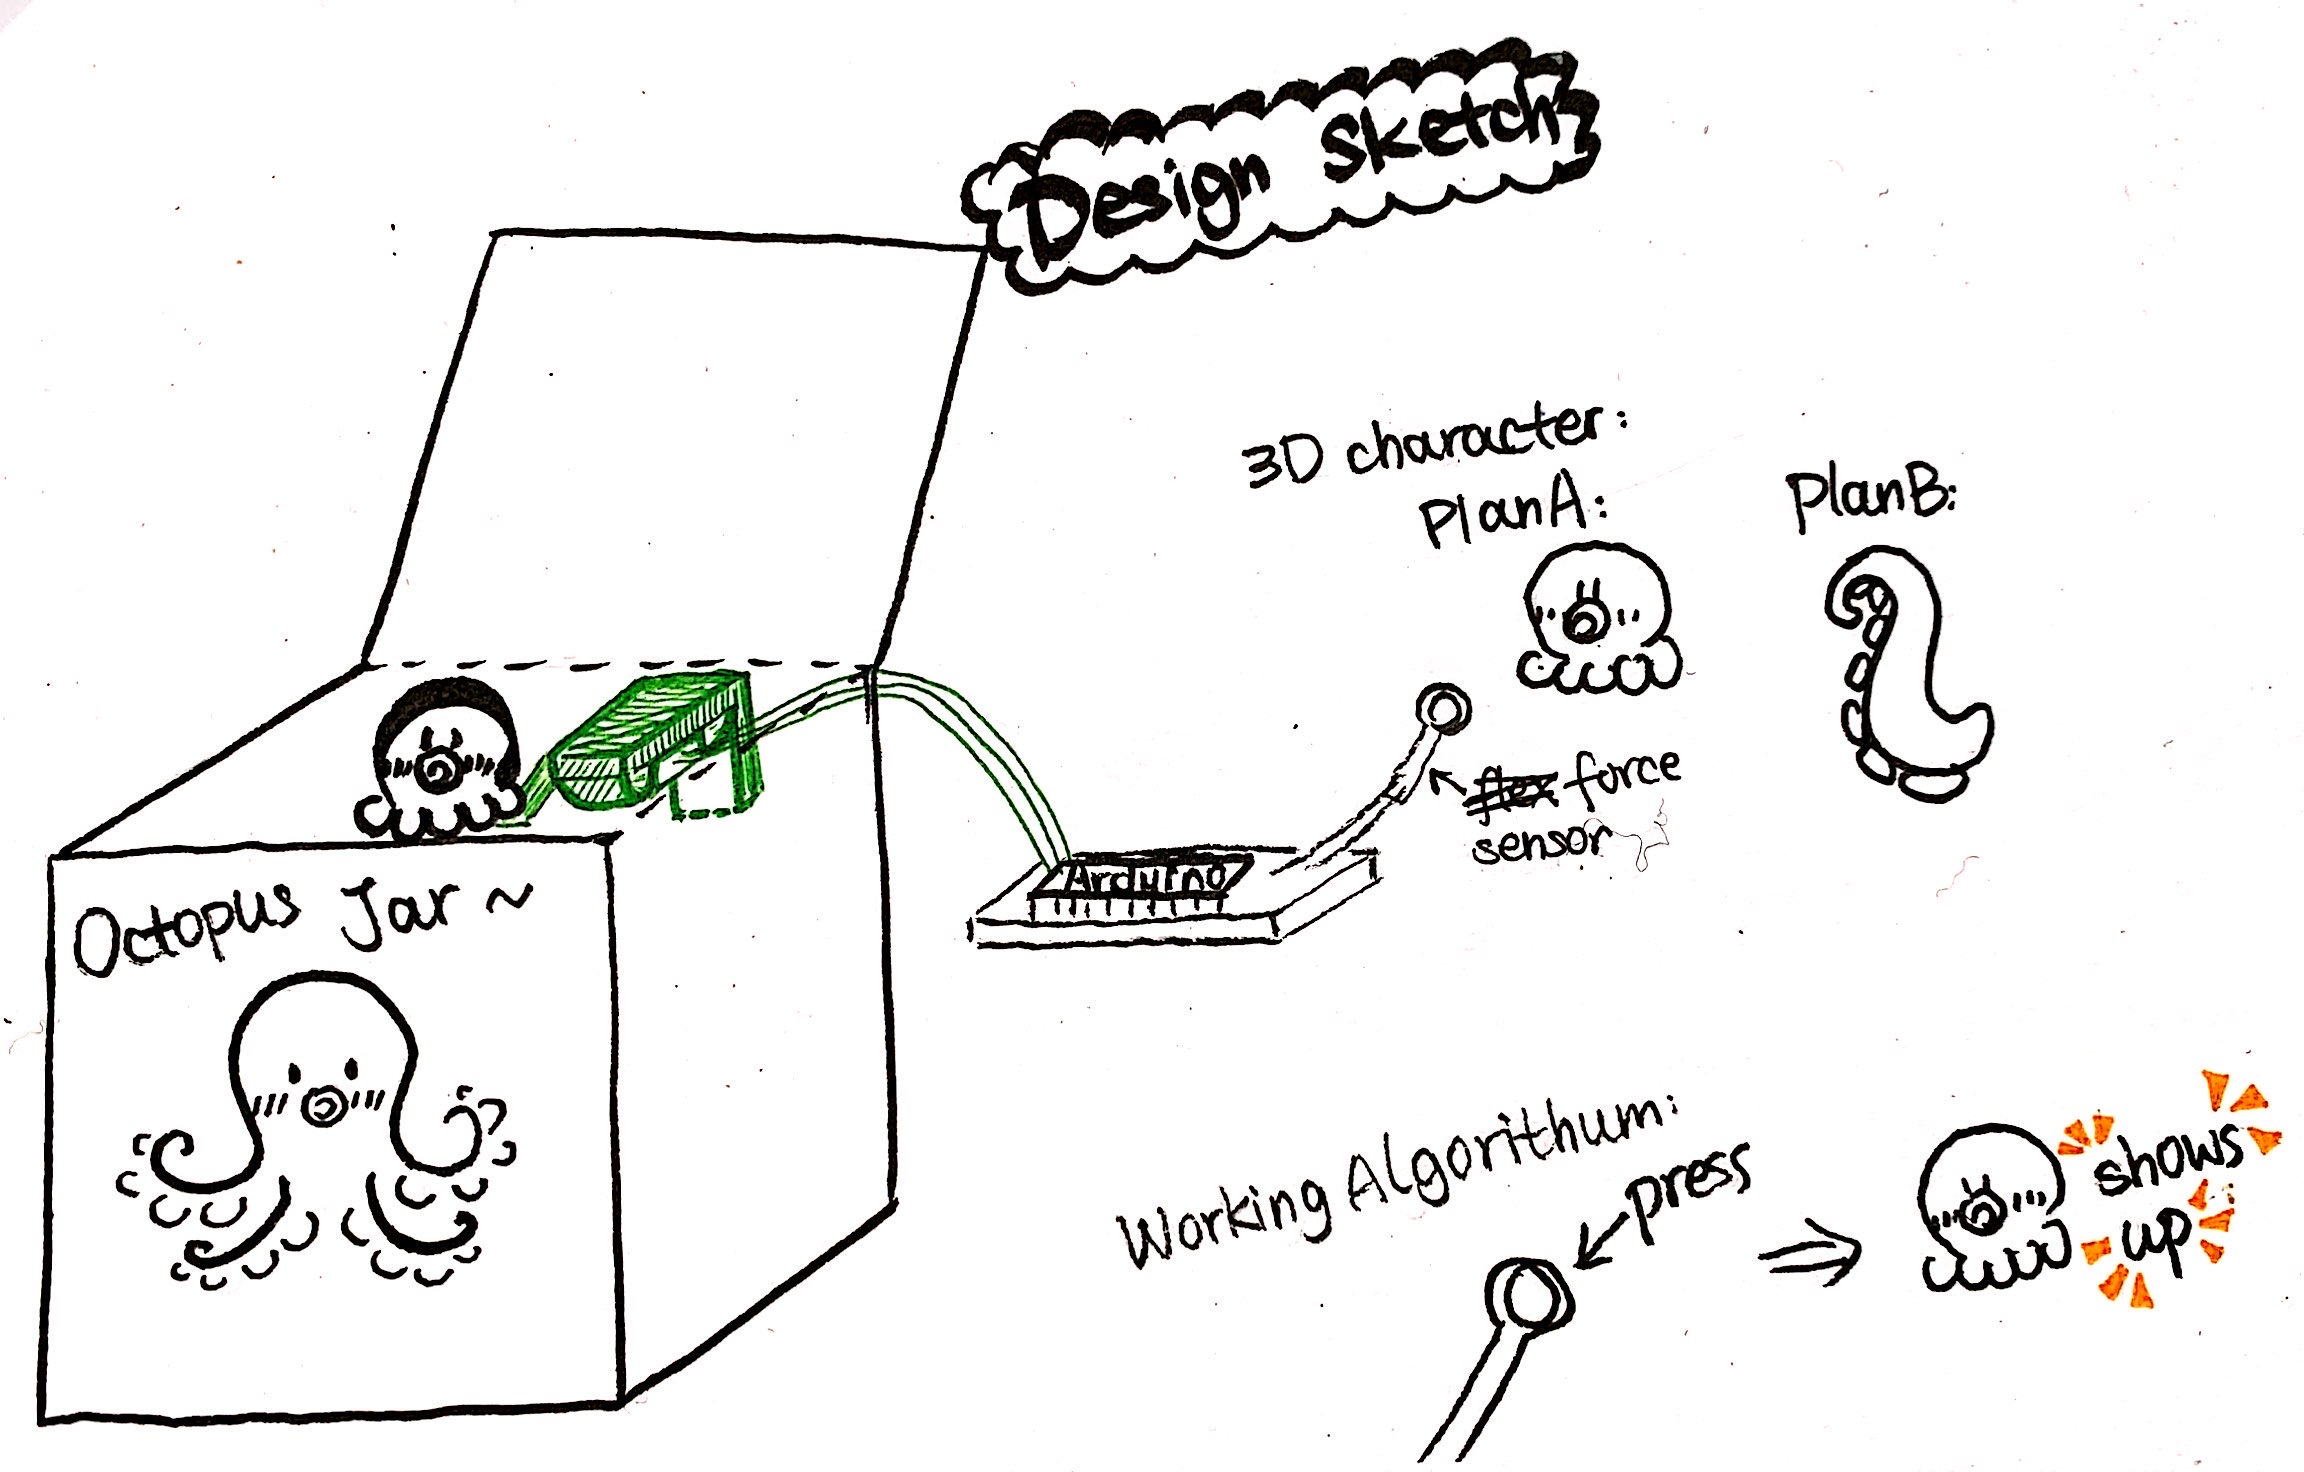 Design sketch
3D character:
PlanA:
PlanB:
flex force
sensor
Arduino
Octopus Jar ~
Working Algorithum:
press
shows
up